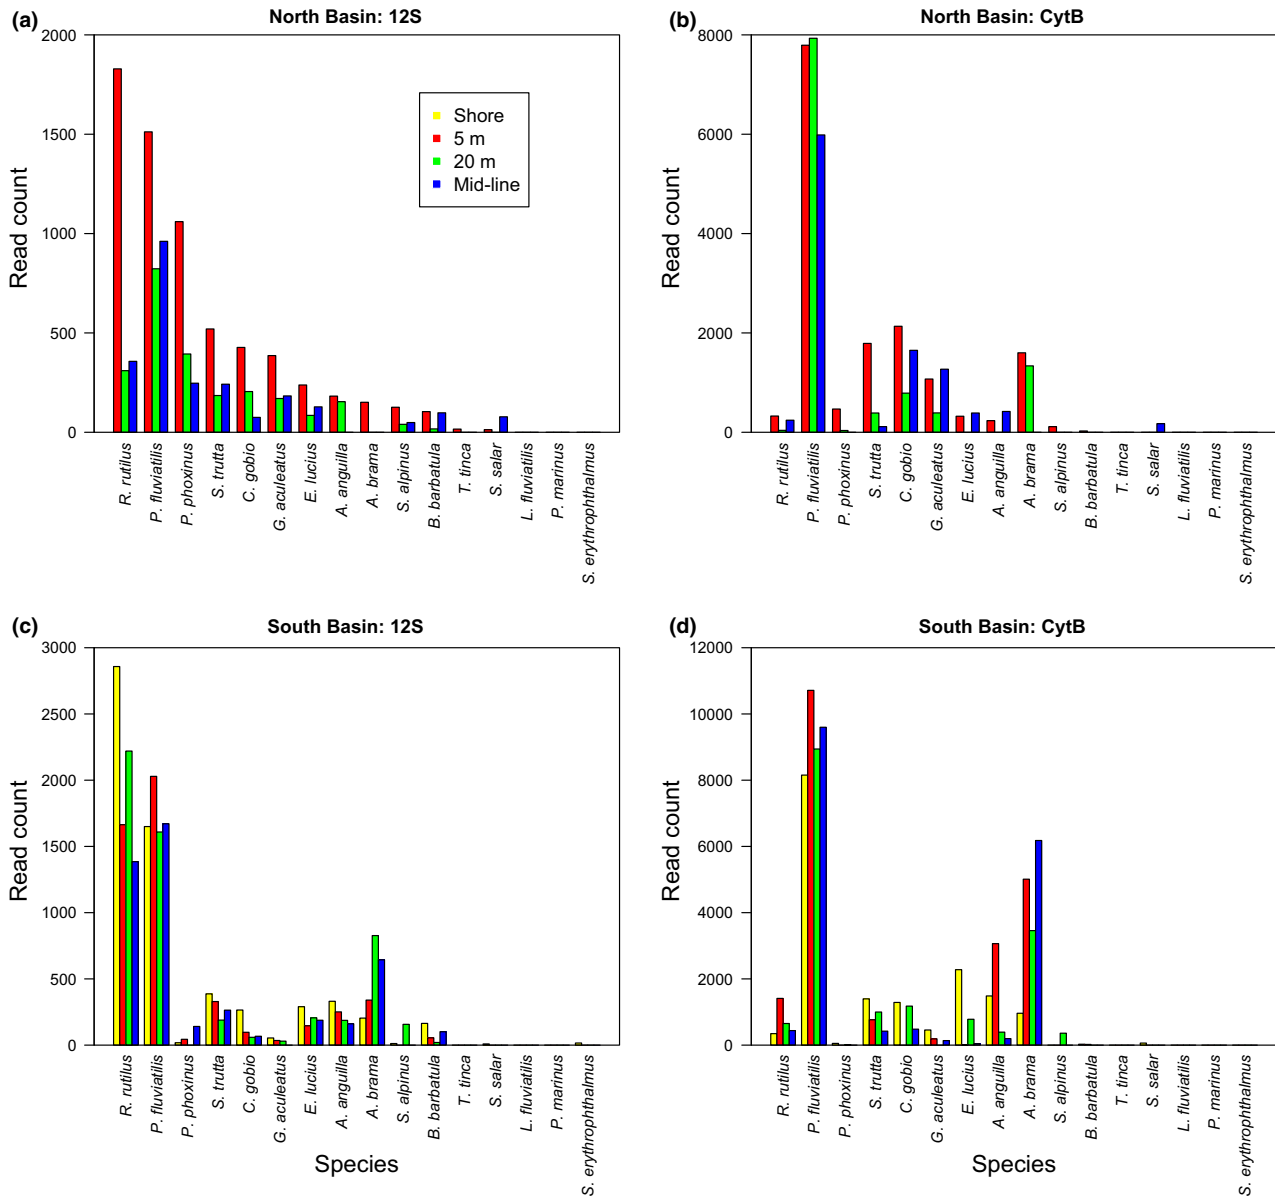 (a)
North Basin: 12S
Read count
2000
1500
1000
500
0
Shore
5 m
20 m
Mid-line
R. rutilus
P. fluviatilis
P. phoxinus
S. trutta
C. gobio
G. aculeatus
E. lucius
A. anguilla
A. brama
S. alpinus
B. barbatula
T. tinca
S. salar
L. fluviatilis
P. marinus
S. erythrophthalmus
(b)
North Basin: CytB
Read count
8000
6000
4000
2000
0
R. rutilus
P. fluviatilis
P. phoxinus
S. trutta
C. gobio
G. aculeatus
E. lucius
A. anguilla
A. brama
S. alpinus
B. barbatula
T. tinca
S. salar
L. fluviatilis
P. marinus
S. erythrophthalmus
(c)
South Basin: 12S
Read count
3000
2500
2000
1500
1000
500
0
R. rutilus
P. fluviatilis
P. phoxinus
S. trutta
C. gobio
G. aculeatus
E. lucius
A. anguilla
A. brama
S. alpinus
B. barbatula
T. tinca
S. salar
L. fluviatilis
P. marinus
S. erythrophthalmus
Species
(d)
South Basin: CytB
Read count
12000
10000
8000
6000
4000
2000
0
R. rutilus
P. fluviatilis
P. phoxinus
S. trutta
C. gobio
G. aculeatus
E. lucius
A. anguilla
A. brama
S. alpinus
B. barbatula
T. tinca
S. salar
L. fluviatilis
P. marinus
S. erythrophthalmus
Species